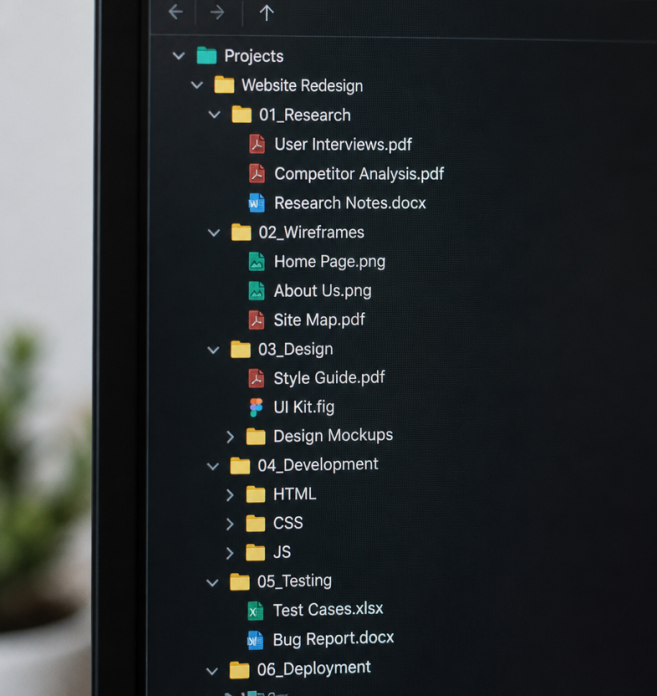 Projects
Website Redesign
01_Research
User Interviews.pdf
Competitor Analysis.pdf
Research Notes.docx
02_Wireframes
Home Page.png
About Us.png
Site Map.pdf
03_Design
Style Guide.pdf
UI Kit.fig
Design Mockups
04_Development
HTML
CSS
JS
05_Testing
Test Cases.xlsx
Bug Report.docx
06_Deployment